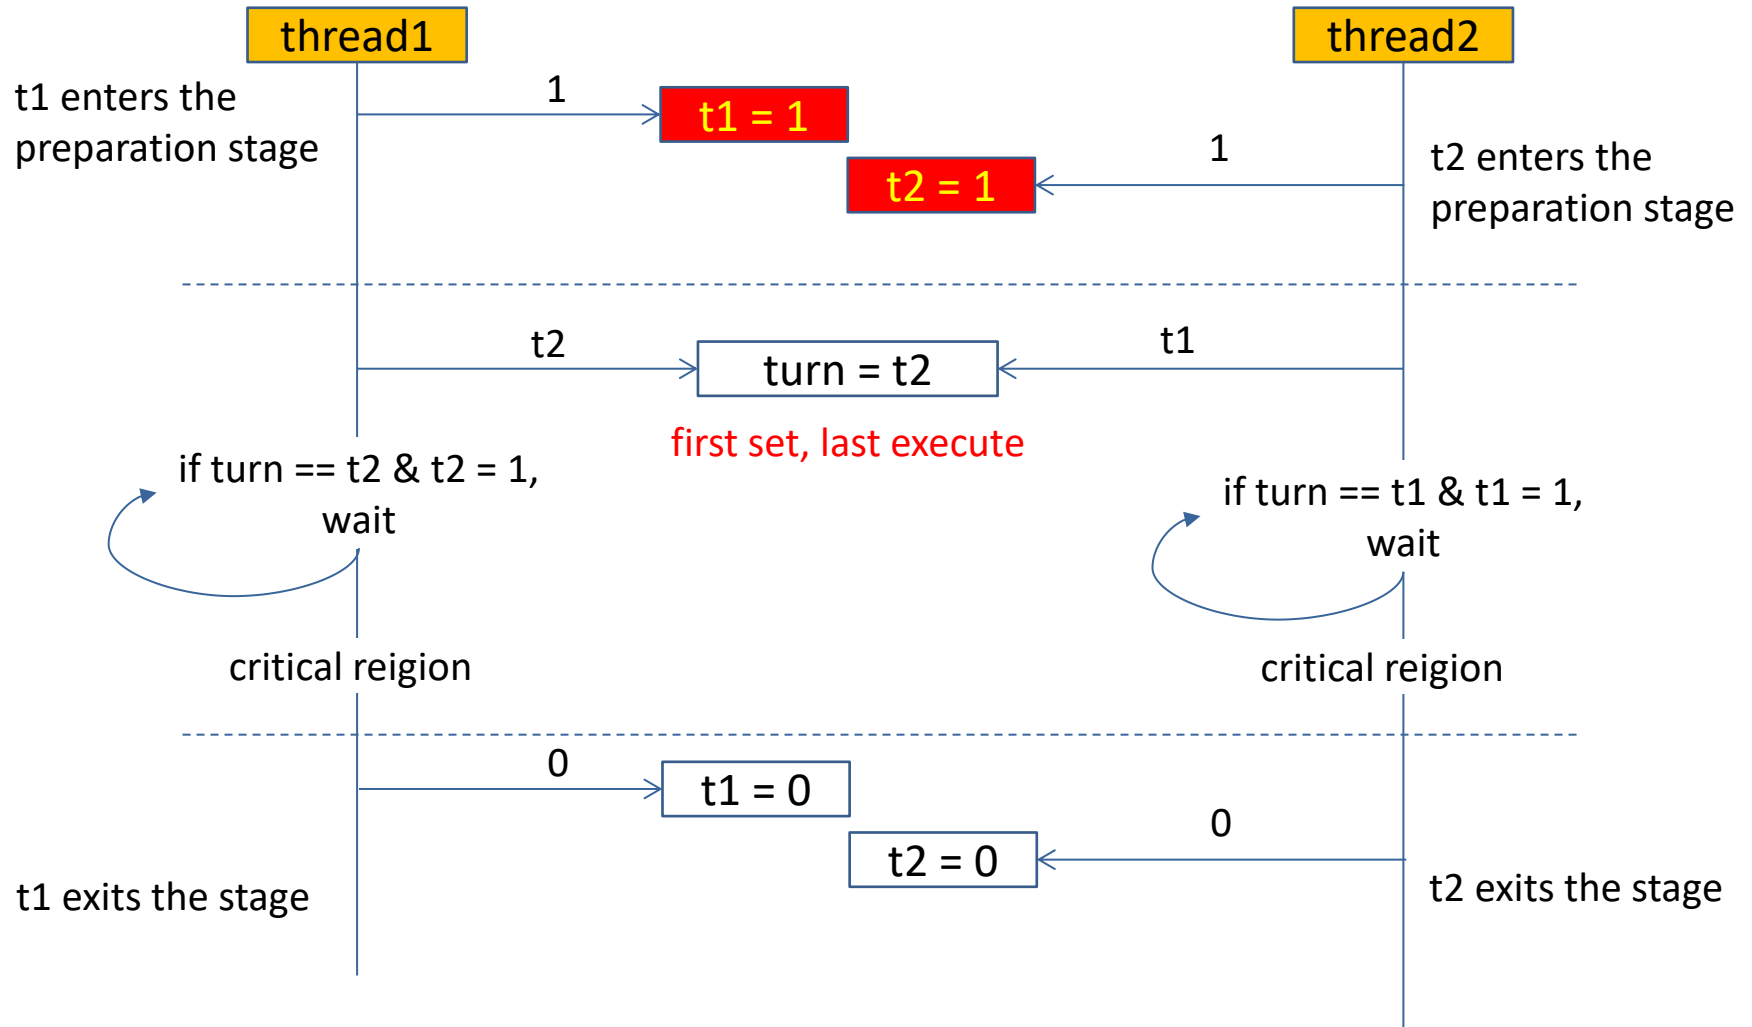 thread1
thread2
t1 enters the
preparation stage
1
t1 = 1
1
t2 = 1
t2 enters the
preparation stage
t2
turn = t2
t1
first set, last execute
if turn == t2 & t2 = 1,
wait
if turn == t1 & t1 = 1,
wait
critical reigion
critical reigion
0
t1 = 0
0
t2 = 0
t1 exits the stage
t2 exits the stage